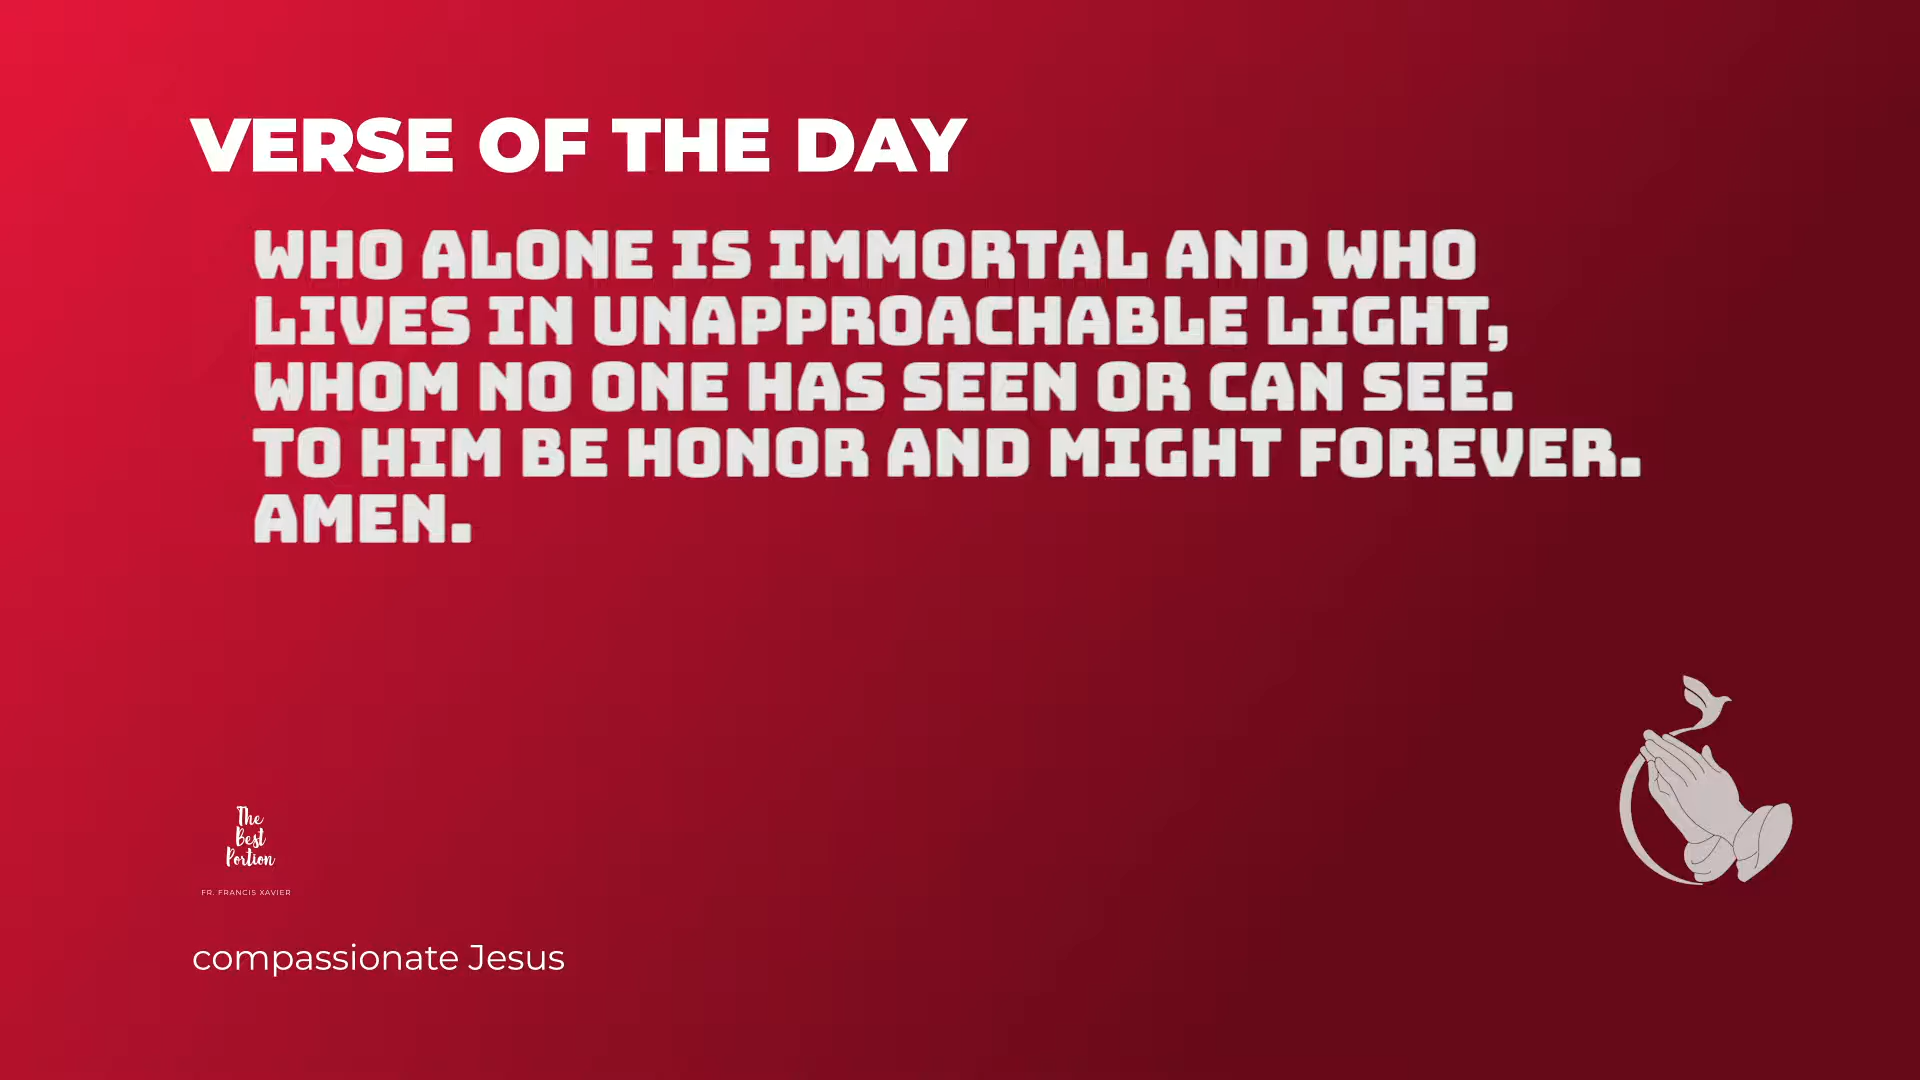 VERSE OF THE DAY
WHO ALONE IS IMMORTAL AND WHO
LIVES IN UNAPPROACHABLE LIGHT,
WHOM NO ONE HAS SEEN OR CAN SEE.
TO HIM BE HONOR AND MIGHT FOREVER.
AMEN.
The
Best
Portion
FR. FRANCIS XAVIER
compassionate Jesus